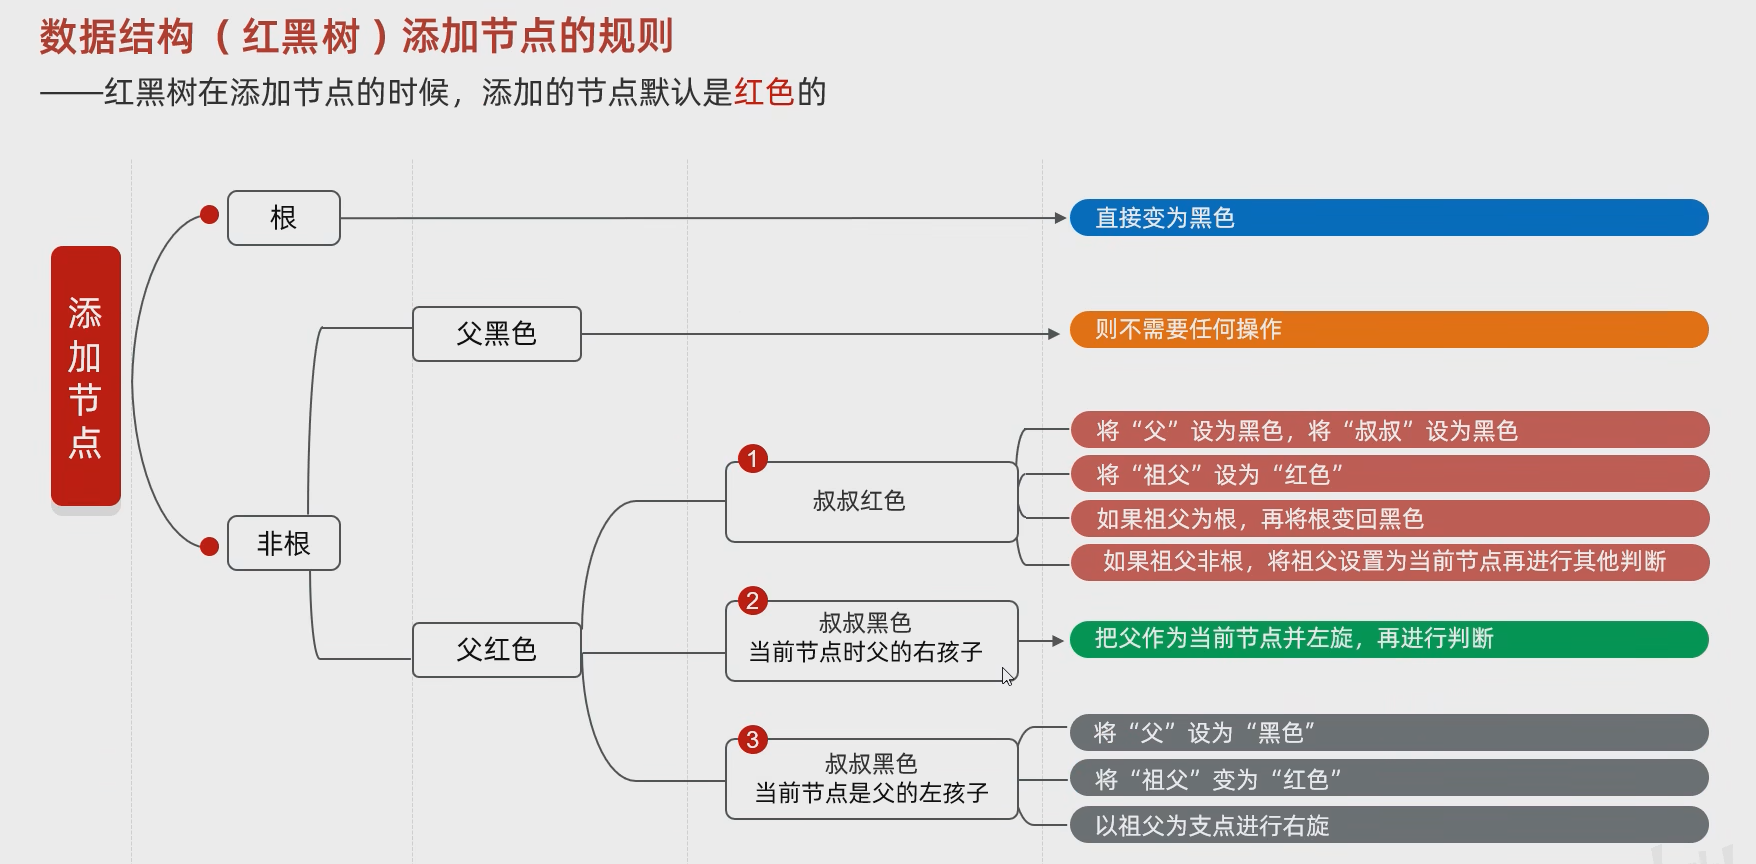 数据结构（红黑树）添加节点的规则
——红黑树在添加节点的时候，添加的节点默认是红色的
添加节点
根
直接变为黑色
父黑色
则不需要任何操作
非根
父红色
1
叔叔红色
将“父”设为黑色，将“叔叔”设为黑色
将“祖父”设为“红色”
如果祖父为根，再将根变回黑色
如果祖父非根，将祖父设置为当前节点再进行其他判断
2
叔叔黑色
当前节点时父的右孩子
把父作为当前节点并左旋，再进行判断
3
叔叔黑色
当前节点是父的左孩子
将“父”设为“黑色”
将“祖父”变为“红色”
以祖父为支点进行右旋